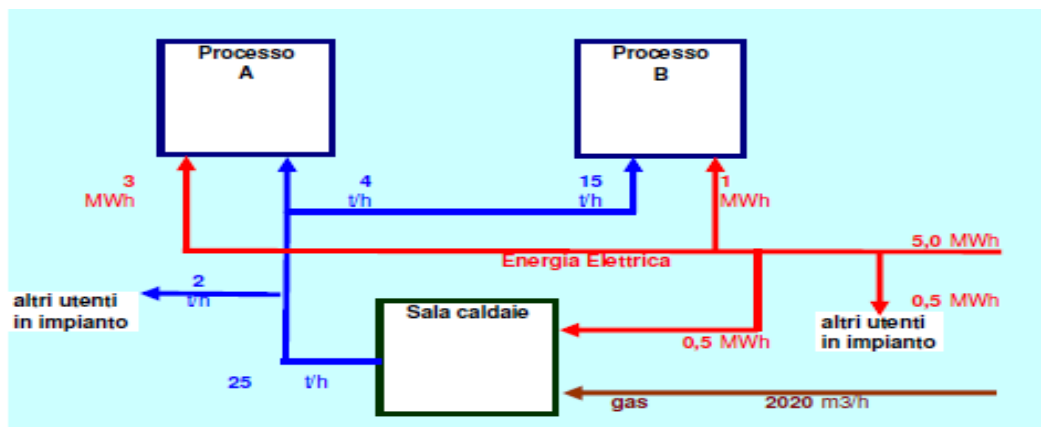 Processo
A
Processo
B
3
MWh
4
t/h
15
t/h
1
MWh
5,0 MWh
Energia Elettrica
2
t/h
altri utenti
in impianto
Sala caldaie
0,5 MWh
0,5 MWh
altri utenti
in impianto
25 t/h
gas 2020 m3/h